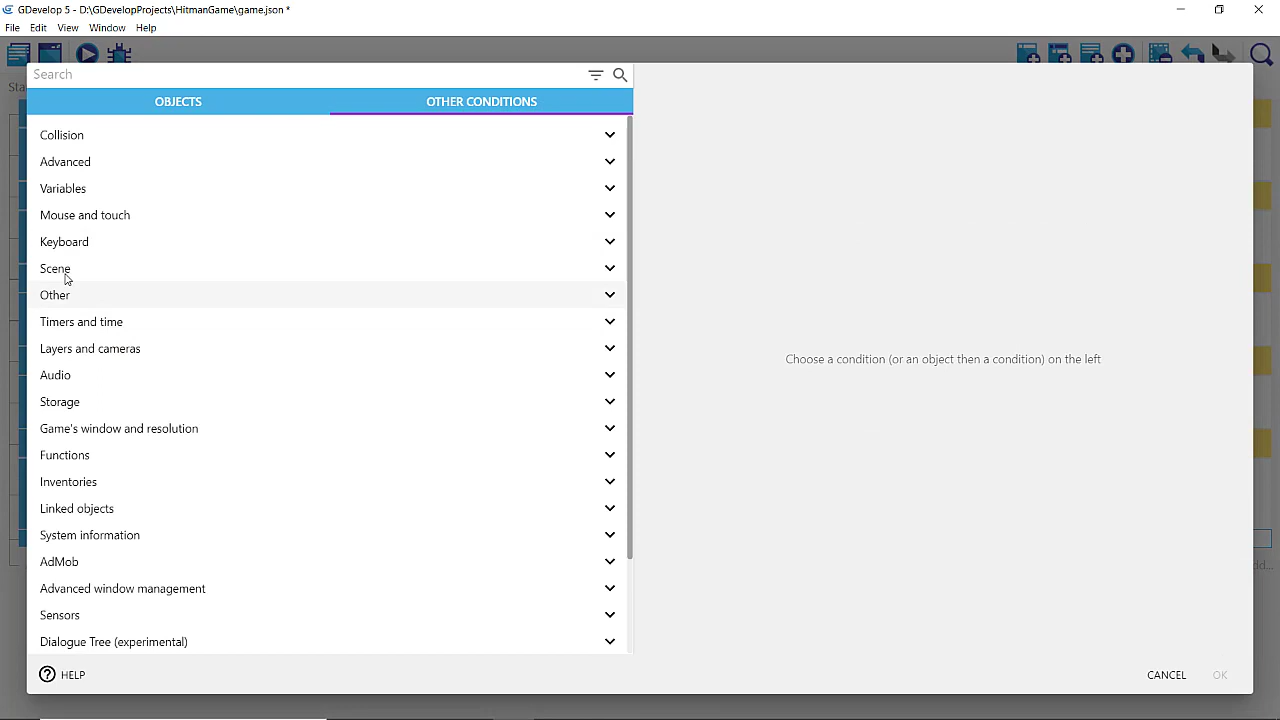 GDevelop 5 - D:\GDevelopProjects\HitmanGame\game.json *
File Edit View Window Help
Sta
Search
OBJECTS OTHER CONDITIONS
Collision
Advanced
Variables
Mouse and touch
Keyboard
Scene
Other
Timers and time
Layers and cameras
Audio
Storage
Game's window and resolution
Functions
Inventories
Linked objects
System information
AdMob
Advanced window management
Sensors
Dialogue Tree (experimental)
Choose a condition (or an object then a condition) on the left
dd...
HELP
CANCEL OK